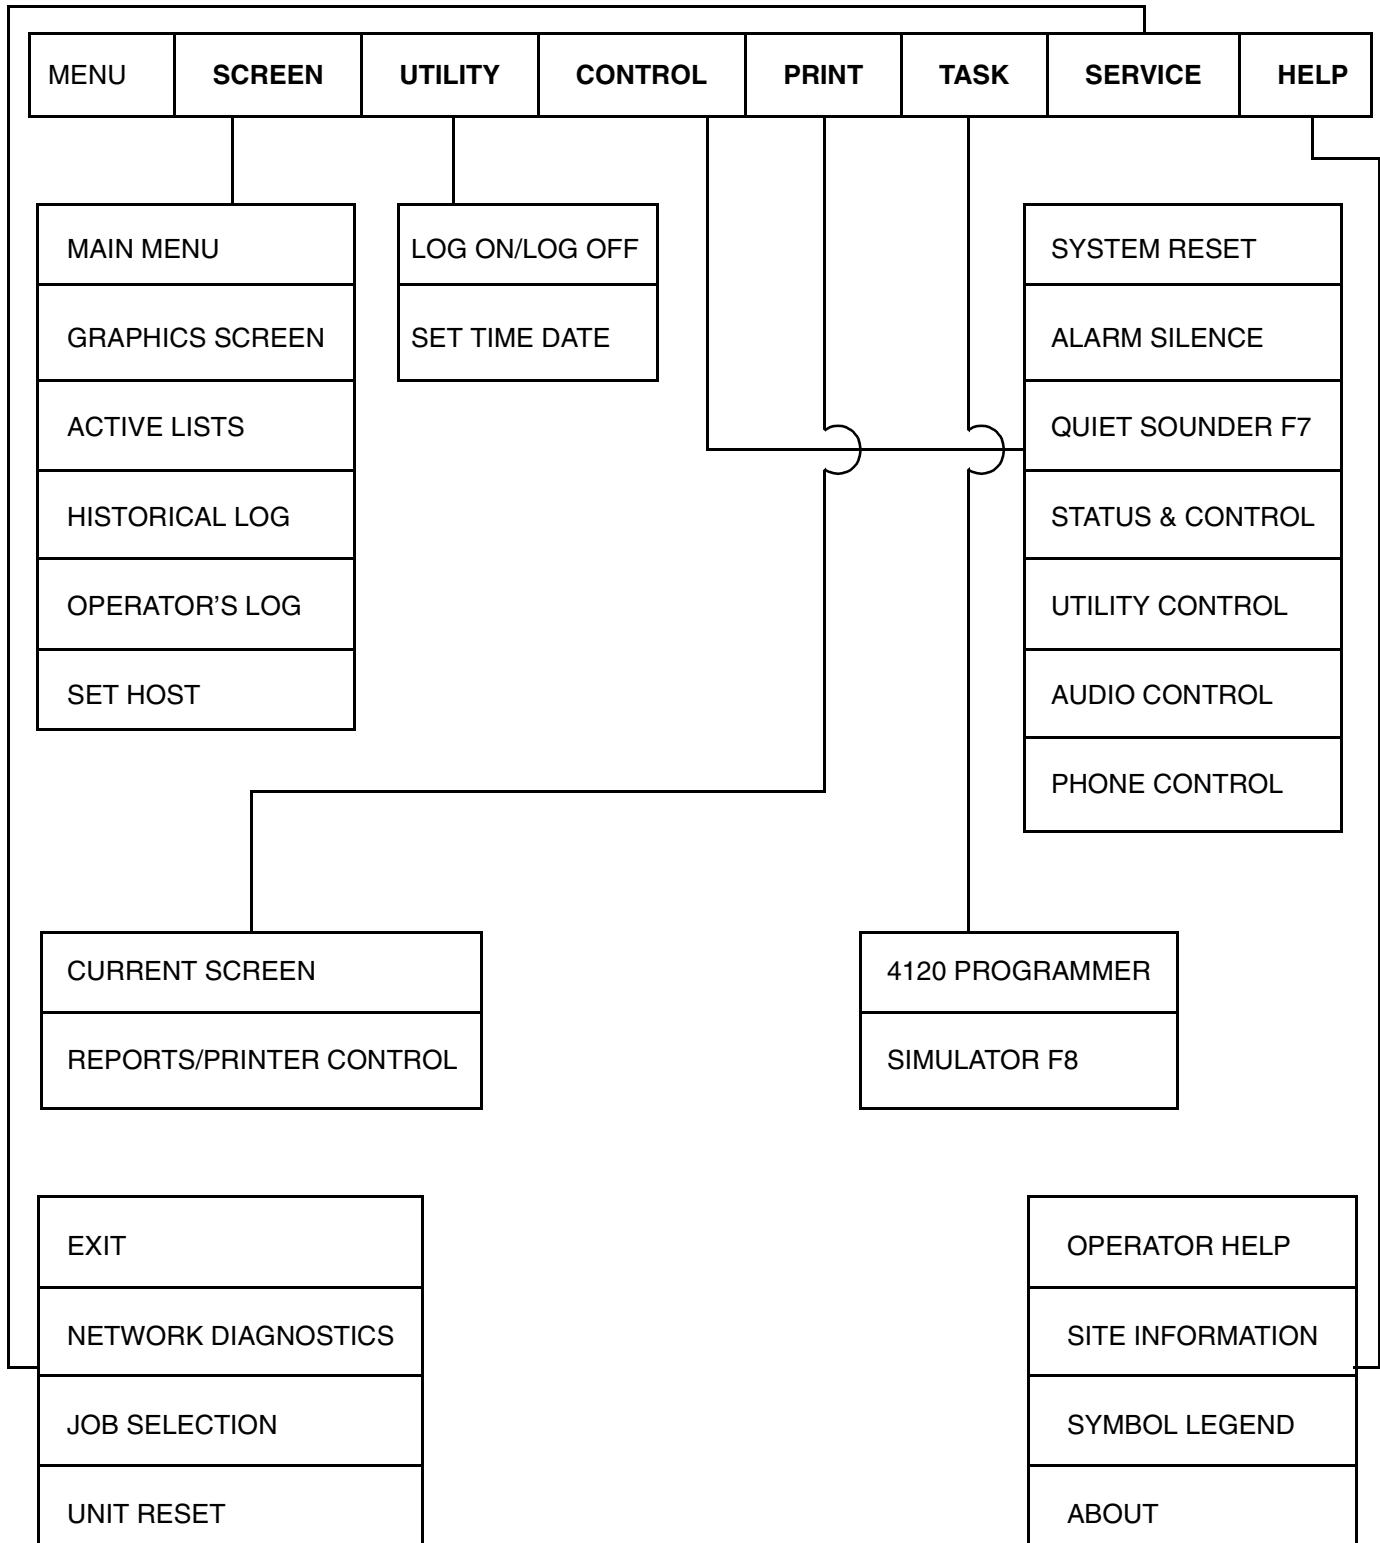 MENU SCREEN UTILITY CONTROL PRINT TASK SERVICE HELP
MAIN MENU
GRAPHICS SCREEN
ACTIVE LISTS
HISTORICAL LOG
OPERATOR’S LOG
SET HOST
LOG ON/LOG OFF
SET TIME DATE
SYSTEM RESET
ALARM SILENCE
QUIET SOUNDER F7
STATUS & CONTROL
UTILITY CONTROL
AUDIO CONTROL
PHONE CONTROL
CURRENT SCREEN
REPORTS/PRINTER CONTROL
4120 PROGRAMMER
SIMULATOR F8
EXIT
NETWORK DIAGNOSTICS
JOB SELECTION
UNIT RESET
OPERATOR HELP
SITE INFORMATION
SYMBOL LEGEND
ABOUT